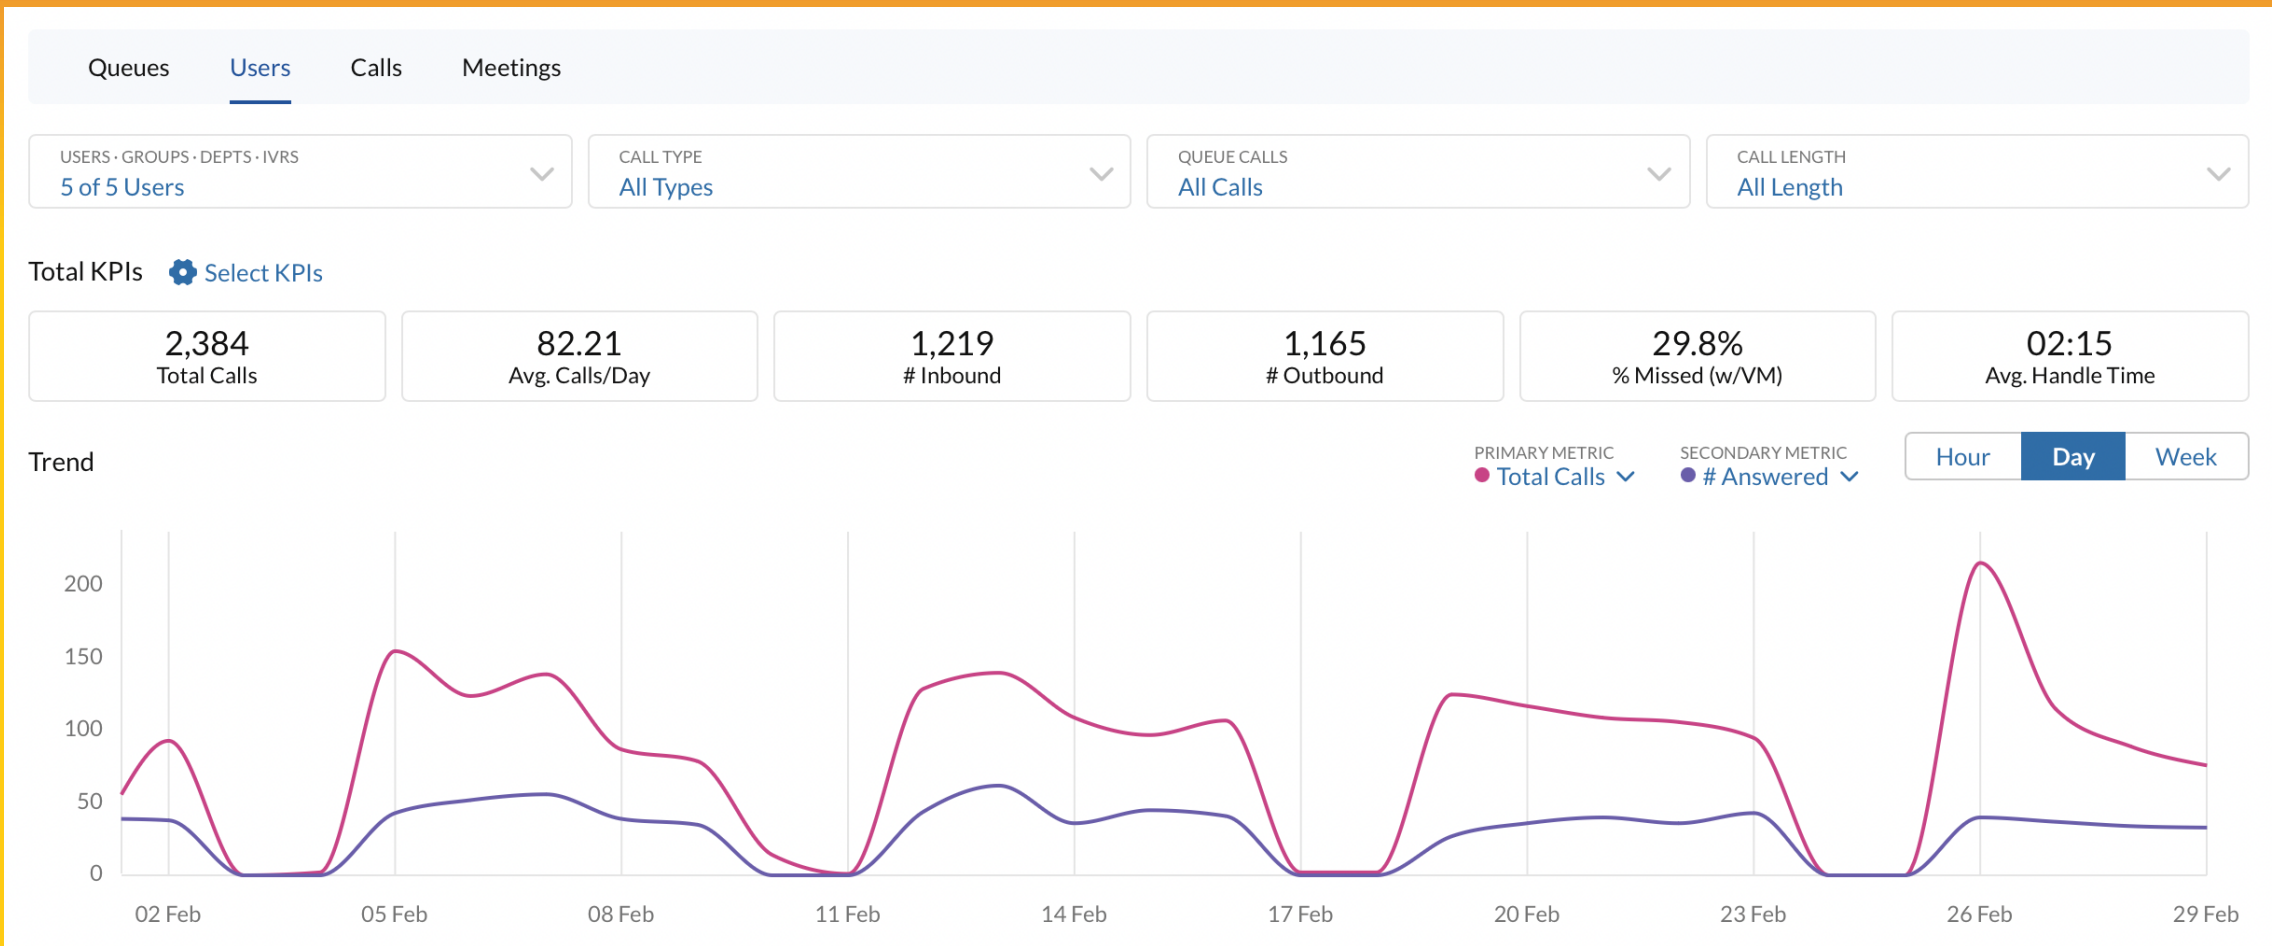 Queues Users Calls Meetings
USERS · GROUPS · DEPTS · IVRS
5 of 5 Users
CALL TYPE
All Types
QUEUE CALLS
All Calls
CALL LENGTH
All Length
Total KPIs Select KPIs
2,384
Total Calls
82.21
Avg. Calls/Day
1,219
# Inbound
1,165
# Outbound
29.8%
% Missed (w/VM)
02:15
Avg. Handle Time
Trend
PRIMARY METRIC
Total Calls
SECONDARY METRIC
# Answered
Hour Day Week
200
150
100
50
0
02 Feb 05 Feb 08 Feb 11 Feb 14 Feb 17 Feb 20 Feb 23 Feb 26 Feb 29 Feb